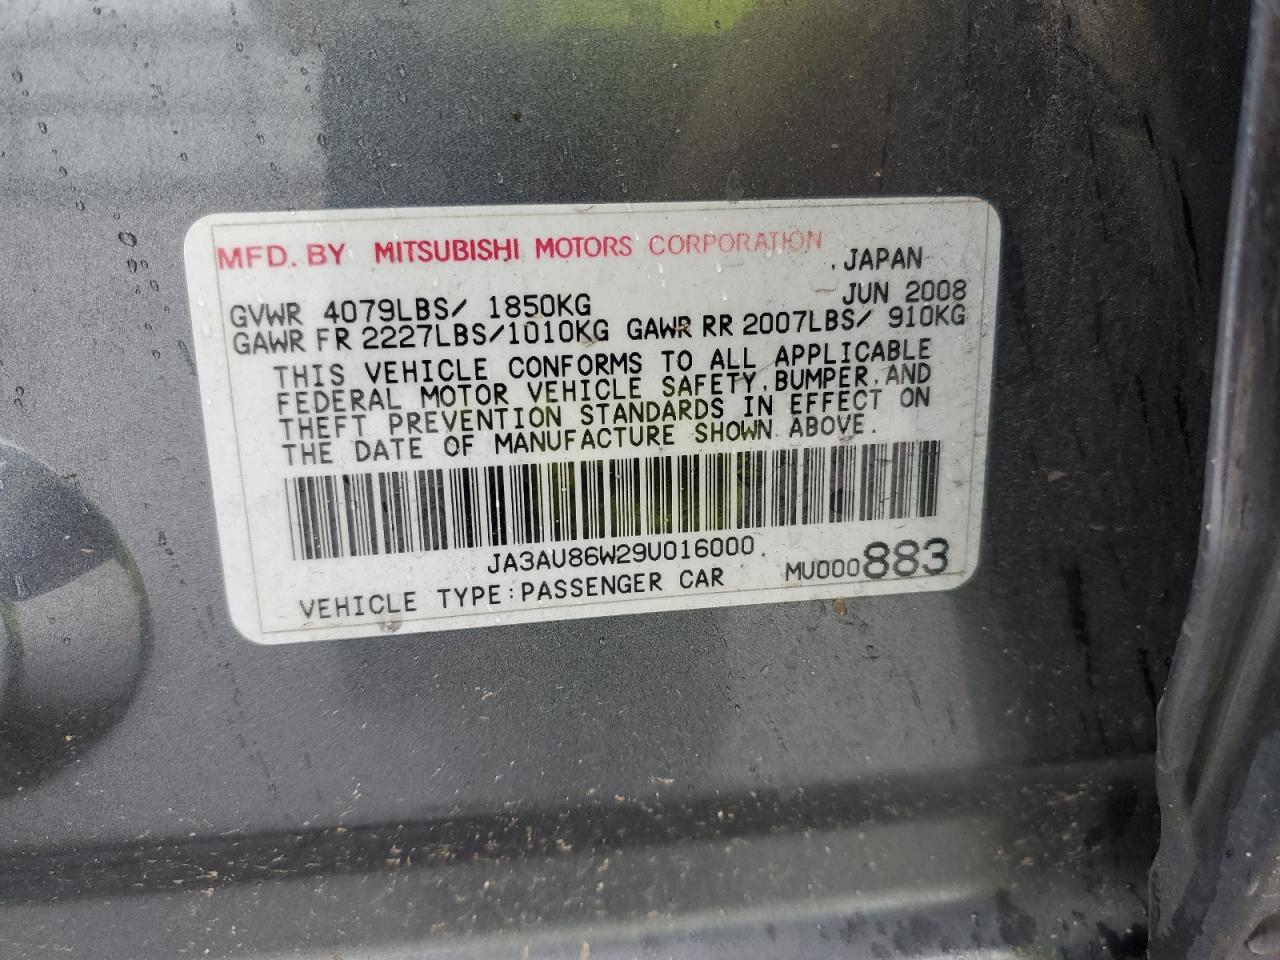 MFD. BY MITSUBISHI MOTORS CORPORATION
. JAPAN
GVWR 4079LBS/ 1850KG JUN 2008
GAWR FR 2227LBS/1010KG GAWR RR 2007LBS/ 910KG
THIS VEHICLE CONFORMS TO ALL APPLICABLE
FEDERAL MOTOR VEHICLE SAFETY, BUMPER, AND
THEFT PREVENTION STANDARDS IN EFFECT ON
THE DATE OF MANUFACTURE SHOWN ABOVE.
JA3AU86W29U016000
VEHICLE TYPE:PASSENGER CAR MU000883